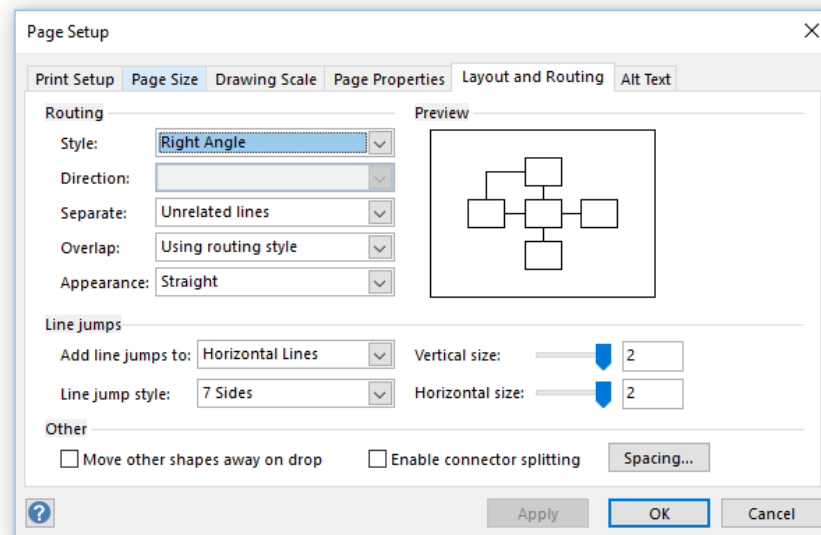 Page Setup
Print Setup Page Size Drawing Scale Page Properties Layout and Routing Alt Text
Routing
Preview
Style: Right Angle
Direction:
Separate: Unrelated lines
Overlap: Using routing style
Appearance: Straight
Line jumps
Add line jumps to: Horizontal Lines Vertical size: 2
Line jump style: 7 Sides Horizontal size: 2
Other
Move other shapes away on drop Enable connector splitting Spacing...
? Apply OK Cancel